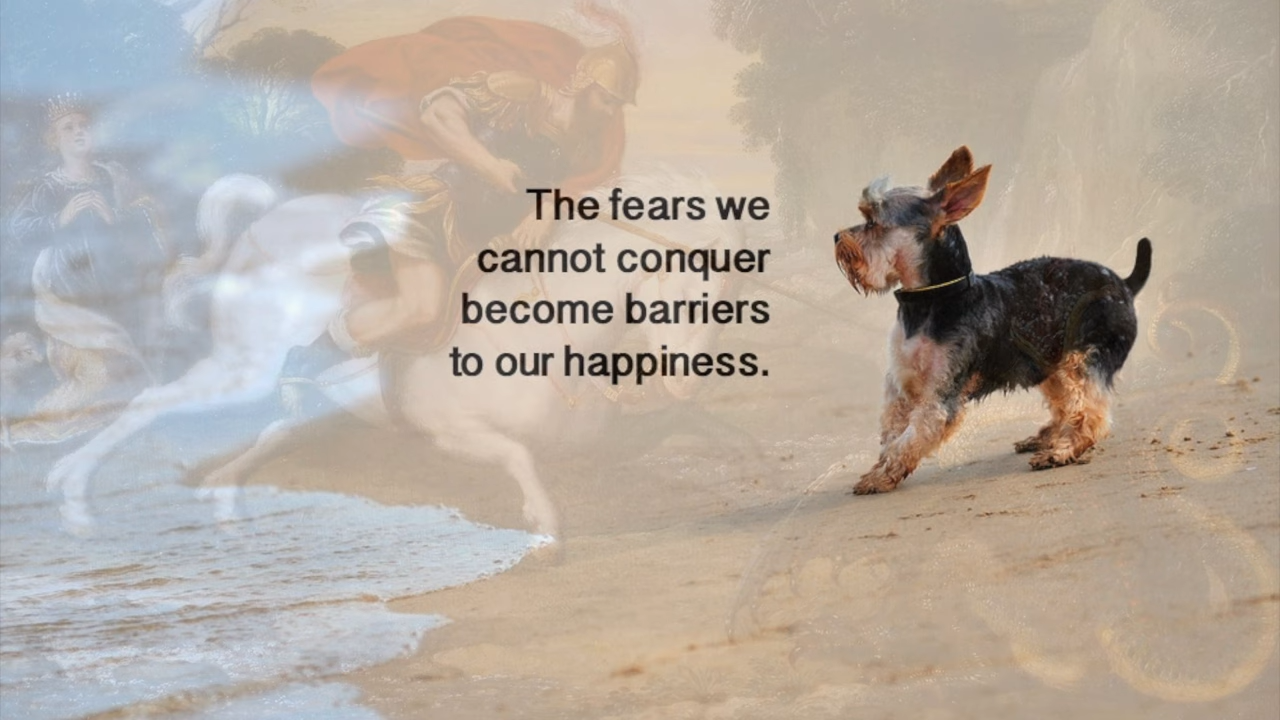 The fears we
cannot conquer
become barriers
to our happiness.